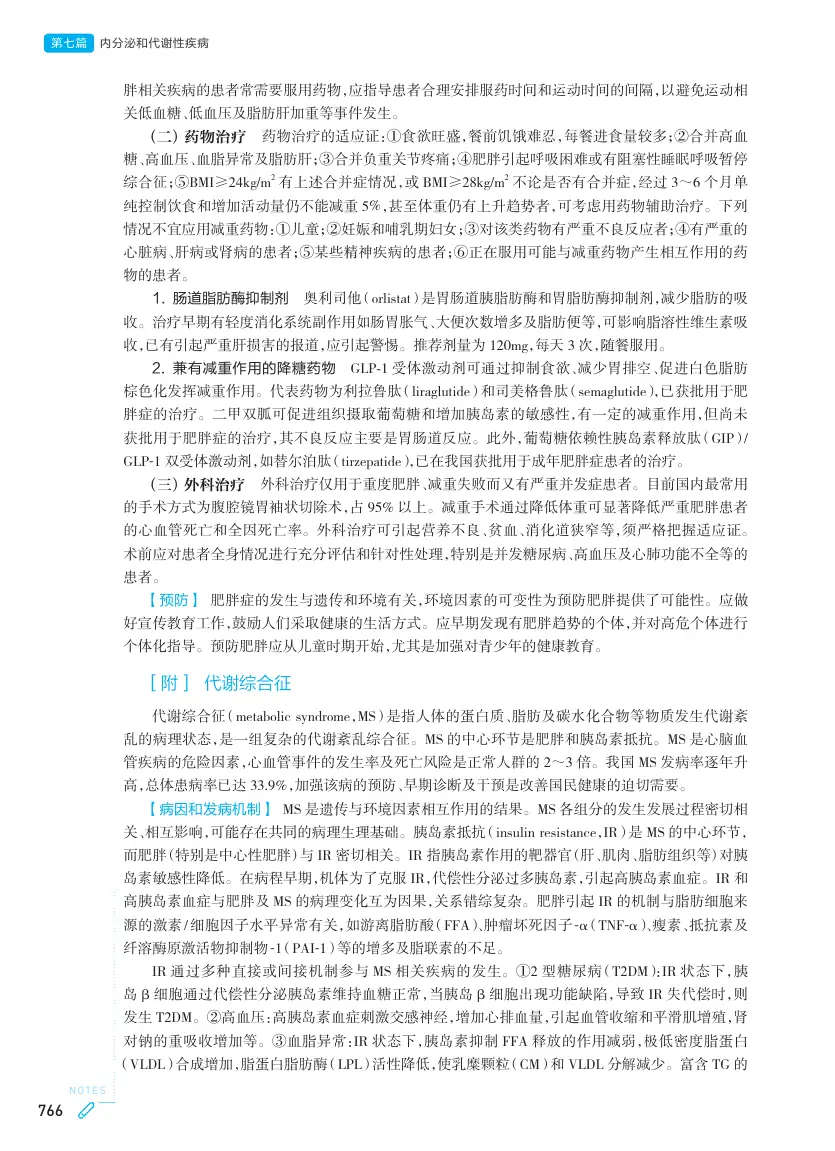 第七篇 内分泌和代谢性疾病
胖相关疾病的患者常需要服用药物,应指导患者合理安排服药时间和运动时间的间隔,以避免运动相
关低血糖、低血压及脂肪肝加重等事件发生。
(二)药物治疗 药物治疗的适应证:①食欲旺盛,餐前饥饿难忍,每餐进食量较多;②合并高血
糖、高血压、血脂异常及脂肪肝;③合并负重关节疼痛;④肥胖引起呼吸困难或有阻塞性睡眠呼吸暂停
综合征;⑤BMI≥24kg/m² 有上述合并症情况,或 BMI≥28kg/m² 不论是否有合并症,经过 3～6 个月单
纯控制饮食和增加活动量仍不能减重 5%,甚至体重仍有上升趋势者,可考虑用药物辅助治疗。下列
情况不宜应用减重药物:①儿童;②妊娠和哺乳期妇女;③对该类药物有严重不良反应者;④有严重的
心脏病、肝病或肾病的患者;⑤某些精神疾病的患者;⑥正在服用可能与减重药物产生相互作用的药
物的患者。
1. 肠道脂肪酶抑制剂 奥利司他(orlistat)是胃肠道胰脂肪酶和胃脂肪酶抑制剂,减少脂肪的吸
收。治疗早期有轻度消化系统副作用如肠胃胀气、大便次数增多及脂肪便等,可影响脂溶性维生素吸
收,已有引起严重肝损害的报道,应引起警惕。推荐剂量为 120mg,每天 3 次,随餐服用。
2. 兼有减重作用的降糖药物 GLP-1 受体激动剂可通过抑制食欲、减少胃排空、促进白色脂肪
棕色化发挥减重作用。代表药物为利拉鲁肽(liraglutide)和司美格鲁肽(semaglutide),已获批用于肥
胖症的治疗。二甲双胍可促进组织摄取葡萄糖和增加胰岛素的敏感性,有一定的减重作用,但尚未
获批用于肥胖症的治疗,其不良反应主要是胃肠道反应。此外,葡萄糖依赖性胰岛素释放肽(GIP)/
GLP-1 双受体激动剂,如替尔泊肽(tirzepatide),已在我国获批用于成年肥胖症患者的治疗。
(三)外科治疗 外科治疗仅用于重度肥胖、减重失败而又有严重并发症患者。目前国内最常用
的手术方式为腹腔镜胃袖状切除术,占 95% 以上。减重手术通过降低体重可显著降低严重肥胖患者
的心血管死亡和全因死亡率。外科治疗可引起营养不良、贫血、消化道狭窄等,须严格把握适应证。
术前应对患者全身情况进行充分评估和针对性处理,特别是并发糖尿病、高血压及心肺功能不全等的
患者。
【预防】 肥胖症的发生与遗传和环境有关,环境因素的可变性为预防肥胖提供了可能性。应做
好宣传教育工作,鼓励人们采取健康的生活方式。应早期发现有肥胖趋势的个体,并对高危个体进行
个体化指导。预防肥胖应从儿童时期开始,尤其是加强对青少年的健康教育。
[附] 代谢综合征
代谢综合征(metabolic syndrome,MS)是指人体的蛋白质、脂肪及碳水化合物等物质发生代谢紊
乱的病理状态,是一组复杂的代谢紊乱综合征。MS 的中心环节是肥胖和胰岛素抵抗。MS 是心脑血
管疾病的危险因素,心血管事件的发生率及死亡风险是正常人群的 2～3 倍。我国 MS 发病率逐年升
高,总体患病率已达 33.9%,加强该病的预防、早期诊断及干预是改善国民健康的迫切需要。
【病因和发病机制】 MS 是遗传与环境因素相互作用的结果。MS 各组分的发生发展过程密切相
关、相互影响,可能存在共同的病理生理基础。胰岛素抵抗(insulin resistance,IR)是 MS 的中心环节,
而肥胖(特别是中心性肥胖)与 IR 密切相关。IR 指胰岛素作用的靶器官(肝、肌肉、脂肪组织等)对胰
岛素敏感性降低。在病程早期,机体为了克服 IR,代偿性分泌过多胰岛素,引起高胰岛素血症。IR 和
高胰岛素血症与肥胖及 MS 的病理变化互为因果,关系错综复杂。肥胖引起 IR 的机制与脂肪细胞来
源的激素/细胞因子水平异常有关,如游离脂肪酸(FFA)、肿瘤坏死因子-α(TNF-α)、瘦素、抵抗素及
纤溶酶原激活物抑制物-1(PAI-1)等的增多及脂联素的不足。
IR 通过多种直接或间接机制参与 MS 相关疾病的发生。①2 型糖尿病(T2DM):IR 状态下,胰
岛 β 细胞通过代偿性分泌胰岛素维持血糖正常,当胰岛 β 细胞出现功能缺陷,导致 IR 失代偿时,则
发生 T2DM。②高血压:高胰岛素血症刺激交感神经,增加心排血量,引起血管收缩和平滑肌增殖,肾
对钠的重吸收增加等。③血脂异常:IR 状态下,胰岛素抑制 FFA 释放的作用减弱,极低密度脂蛋白
(VLDL)合成增加,脂蛋白脂肪酶(LPL)活性降低,使乳糜颗粒(CM)和 VLDL 分解减少。富含 TG 的
NOTES
766